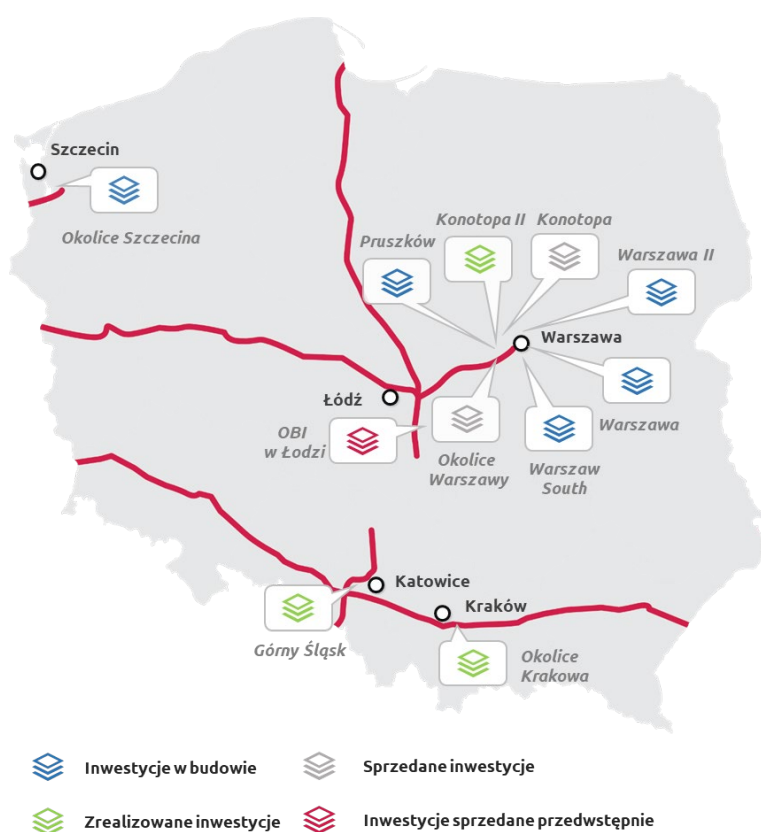 Szczecin
Okolice Szczecina
Konotopa II
Konotopa
Pruszków
Warszawa II
Warszawa
Łódź
OBI
w Łodzi
Okolice
Warszawy
Warszaw
South
Warszawa
Katowice
Kraków
Górny Śląsk
Okolice
Krakowa
Inwestycje w budowie
Sprzedane inwestycje
Zrealizowane inwestycje
Inwestycje sprzedane przedwstępnie